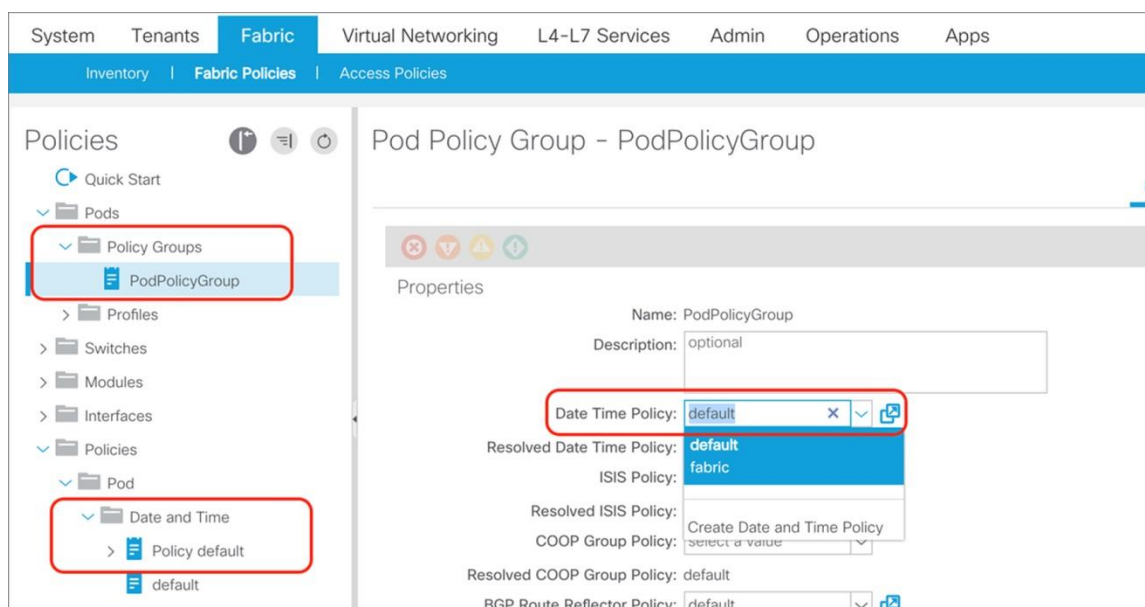 System Tenants Fabric Virtual Networking L4-L7 Services Admin Operations Apps
Inventory | Fabric Policies | Access Policies
Policies
Quick Start
Pods
Policy Groups
PodPolicyGroup
Profiles
Switches
Modules
Interfaces
Policies
Pod
Date and Time
Policy default
default
Pod Policy Group - PodPolicyGroup
Properties
Name: PodPolicyGroup
Description: optional
Date Time Policy: default
default
fabric
Create Date and Time Policy
Resolved Date Time Policy:
ISIS Policy:
Resolved ISIS Policy:
COOP Group Policy: select a value
Resolved COOP Group Policy: default
BGP Route Reflector Policy: default